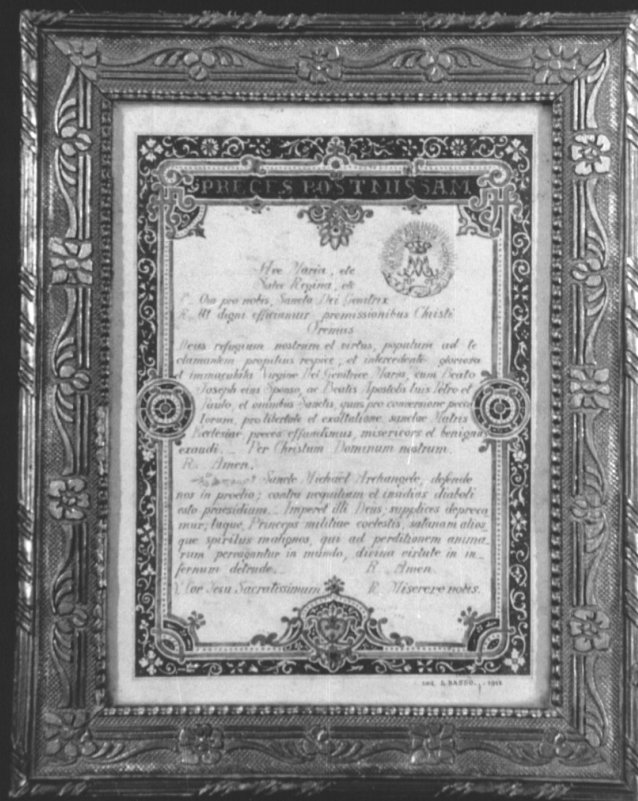 PRECES POST MISSAM
Ave Maria, etc
Salve Regina, etc
V. Ora pro nobis, Sancta Dei Genitrix
R. Ut digni efficiamur promissionibus Christi
Oremus
Deus refugium nostrum et virtus, populum ad te
clamantem propitius respice; et intercedente gloriosa
et immaculata Virgine Dei Genitrice Maria, cum Beato
Joseph eius Sponso, ac Beatis Apostolis tuis Petro et
Paulo, et omnibus Sanctis, quas pro conversione pecca
torum, pro libertate et exaltatione sanctae Matris
Ecclesiae preces effundimus, misericors et benignus
exaudi. _ Per Christum Dominum nostrum.
R. Amen.
Sancte Michaël Archangele, defende
nos in proelio; contra nequitiam et insidias diaboli
esto praesidium._ Imperet illi Deus, supplices depreca
mur; tuque, Princeps militiae coelestis, satanam alios
que spiritus malignos, qui ad perditionem anima
rum pervagantur in mundo, divina virtute in in_
fernum detrude._ R. Amen.
V. Cor Jesu Sacratissimum R. Miserere nobis.